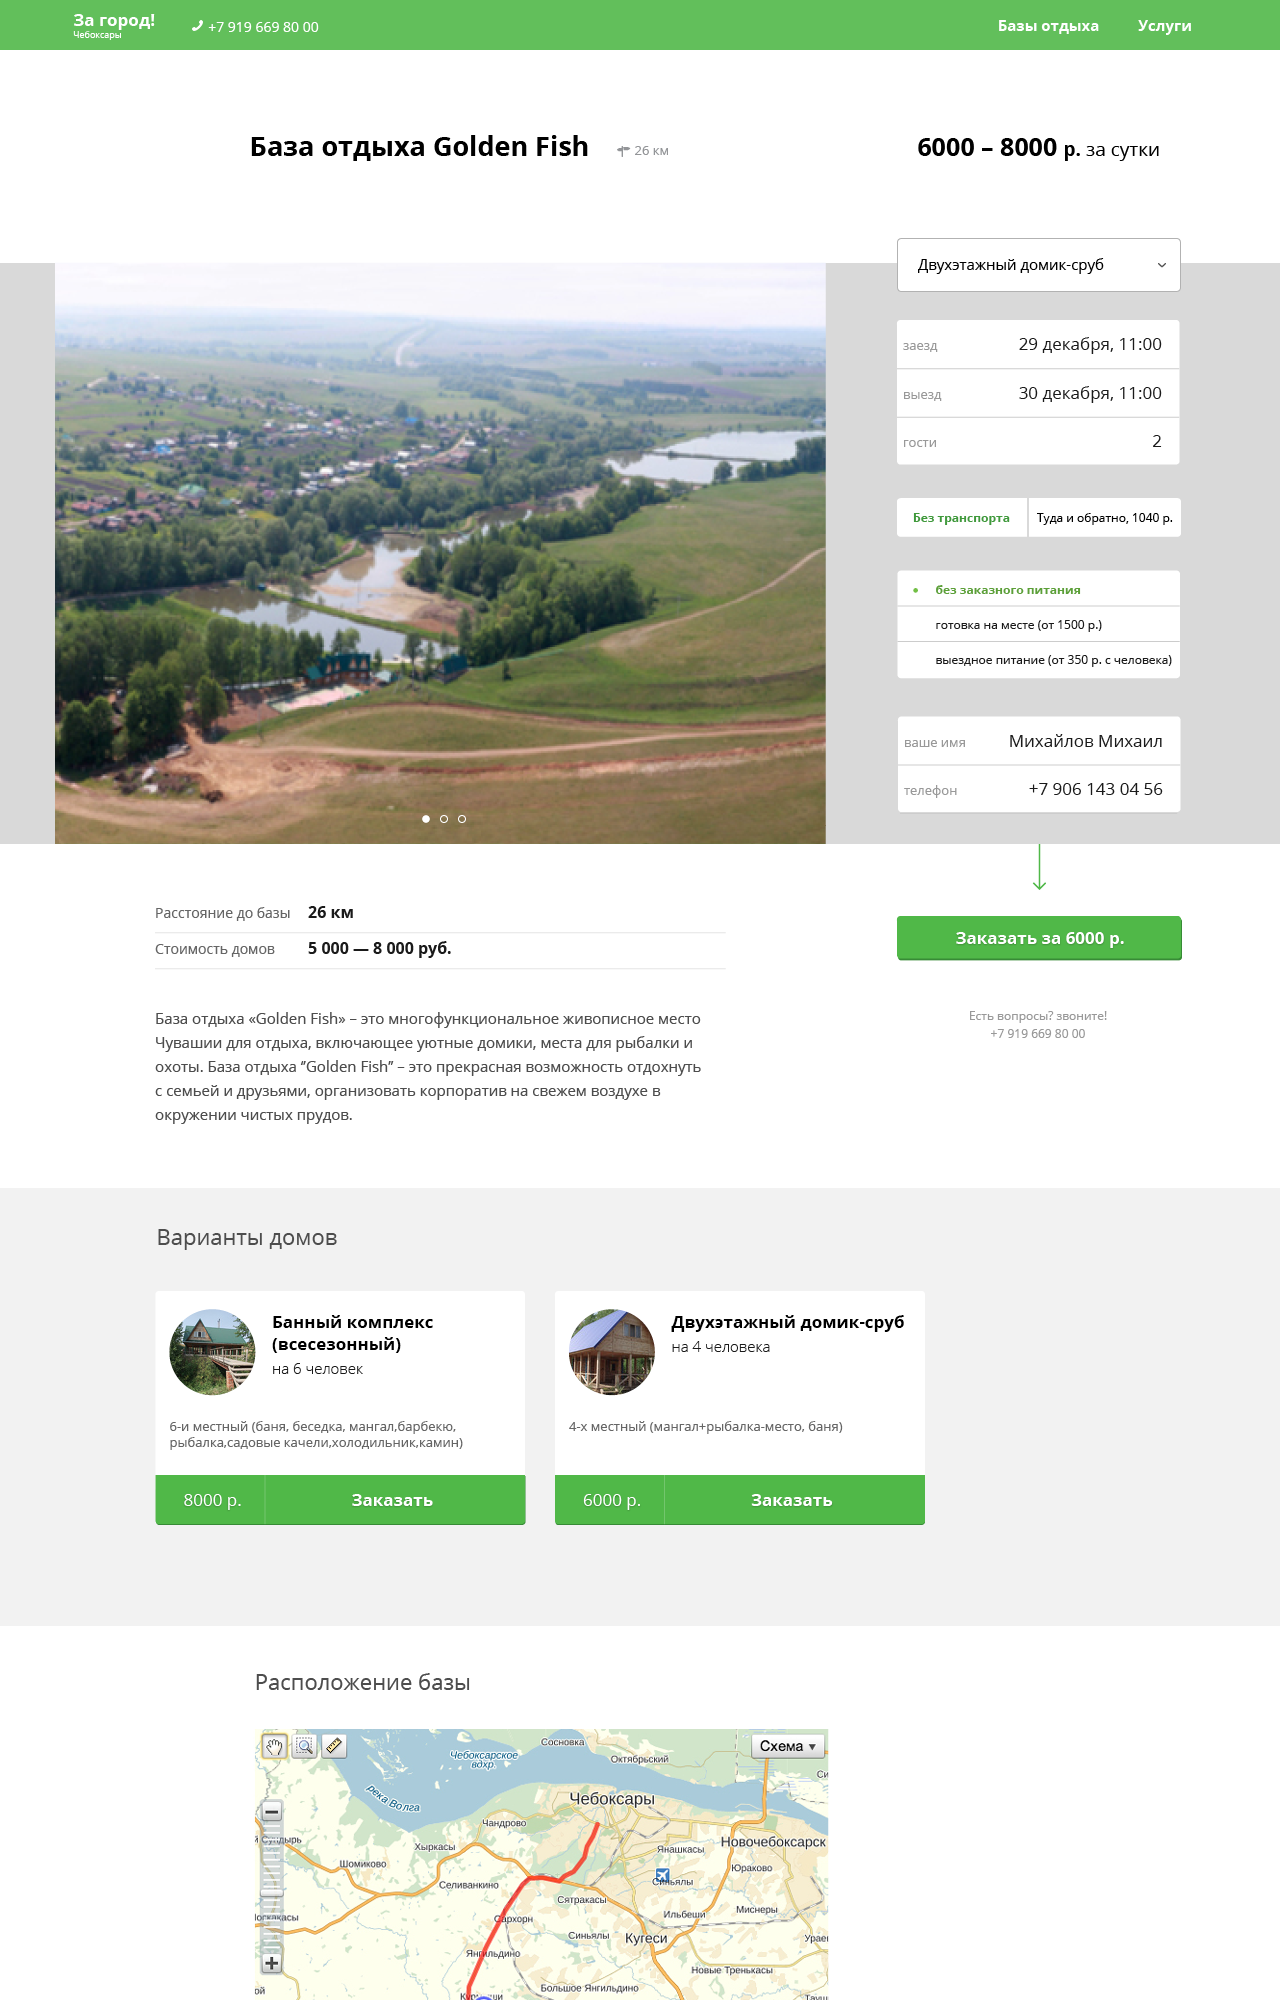 За город!
Чебоксары
+7 919 669 80 00
Базы отдыха
Услуги
База отдыха Golden Fish
26 км
6000 – 8000 р. за сутки
Двухэтажный домик-сруб
заезд 29 декабря, 11:00
выезд 30 декабря, 11:00
гости 2
Без транспорта
Туда и обратно, 1040 р.
без заказного питания
готовка на месте (от 1500 р.)
выездное питание (от 350 р. с человека)
ваше имя Михайлов Михаил
телефон +7 906 143 04 56
Заказать за 6000 р.
Есть вопросы? звоните!
+7 919 669 80 00
Расстояние до базы 26 км
Стоимость домов 5 000 — 8 000 руб.
База отдыха «Golden Fish» – это многофункциональное живописное место
Чувашии для отдыха, включающее уютные домики, места для рыбалки и
охоты. База отдыха “Golden Fish” – это прекрасная возможность отдохнуть
с семьей и друзьями, организовать корпоратив на свежем воздухе в
окружении чистых прудов.
Варианты домов
Банный комплекс
(всесезонный)
на 6 человек
6-и местный (баня, беседка, мангал,барбекю,
рыбалка,садовые качели,холодильник,камин)
8000 р.
Заказать
Двухэтажный домик-сруб
на 4 человека
4-х местный (мангал+рыбалка-место, баня)
6000 р.
Заказать
Расположение базы
Схема
Сосновка
Чебоксарское
вдхр.
Октябрьский
река Волга
Чебоксары
Чандрово
Новочебоксарск
Хыркасы
Янашкасы
Шомиково
Юраково
Синьялы
Селиванкино
Сятракасы
Миснеры
Ильбеши
Сархорн
Синьялы
Кугеси
Янгильдино
Новые Тренькасы
Большое Янгильдино